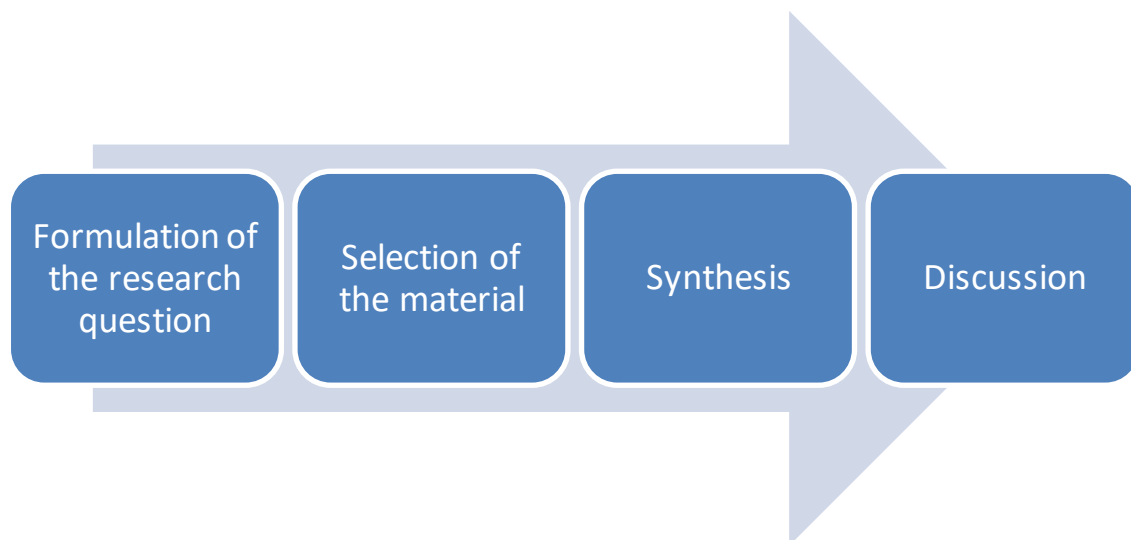 Formulation of
the research
question
Selection of
the material
Synthesis
Discussion